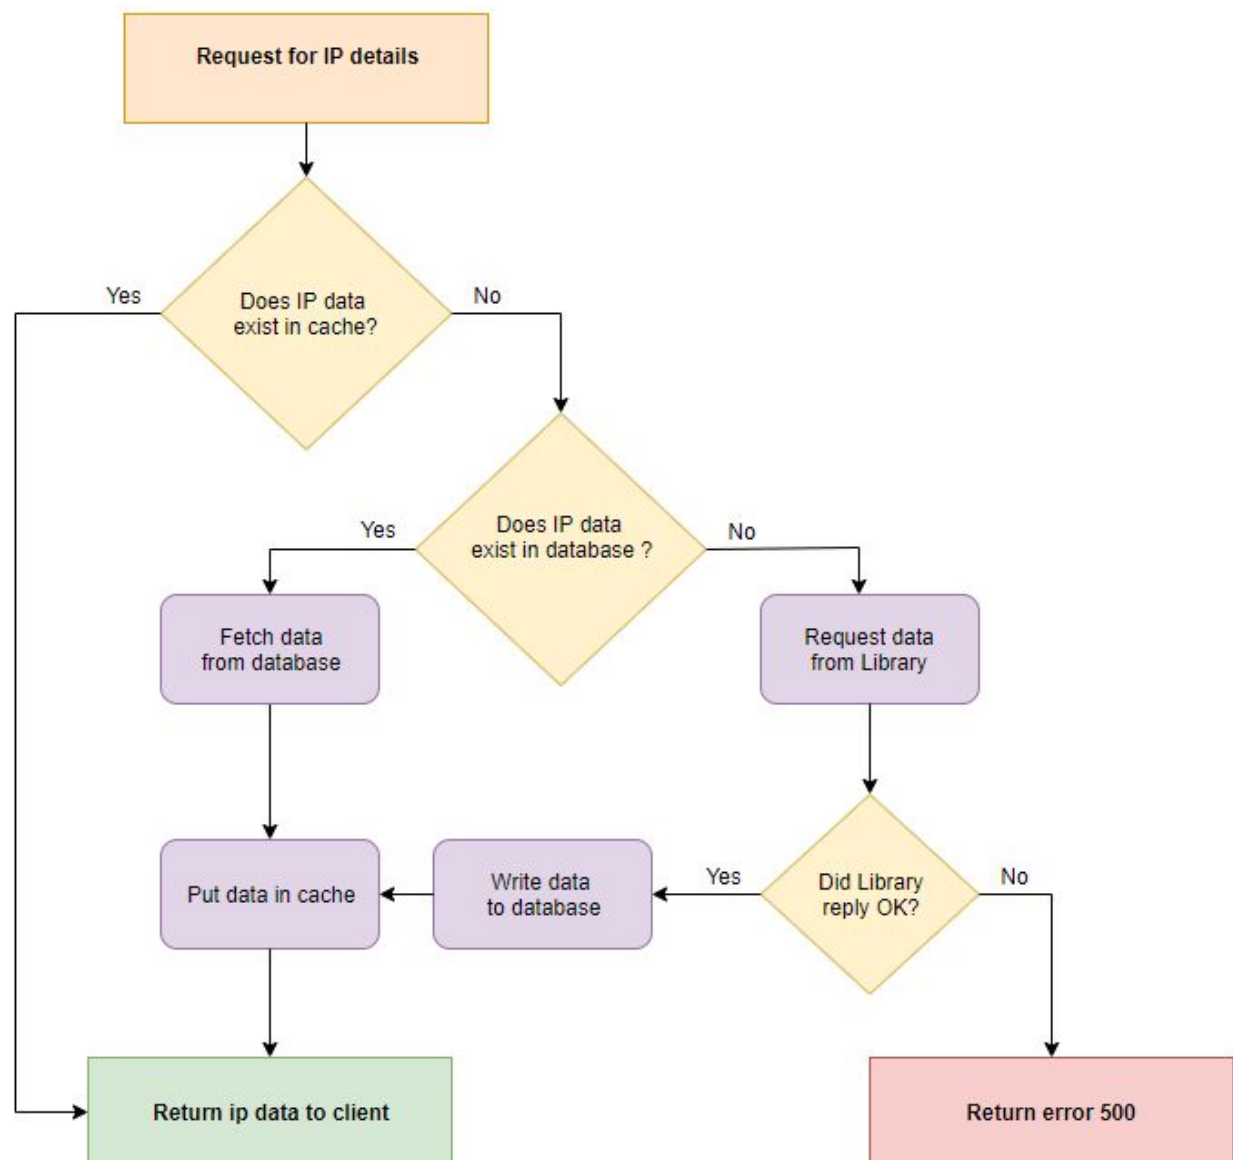 Request for IP details
Yes
Does IP data
exist in cache?
No
Yes
Does IP data
exist in database ?
No
Fetch data
from database
Request data
from Library
Put data in cache
Write data
to database
Yes
Did Library
reply OK?
No
Return ip data to client
Return error 500